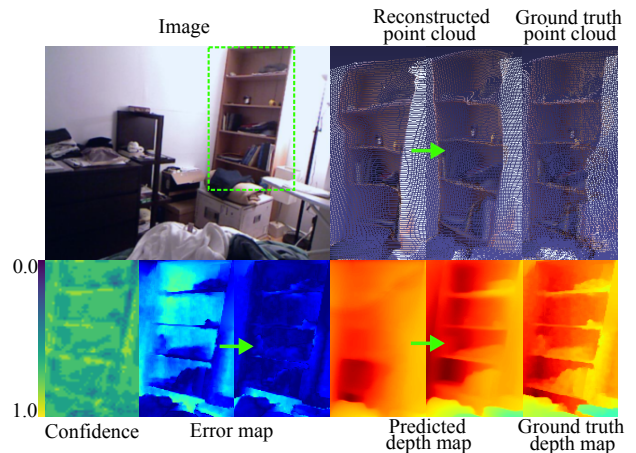 Image
Reconstructed
point cloud
Ground truth
point cloud
0.0
1.0
Confidence
Error map
Predicted
depth map
Ground truth
depth map